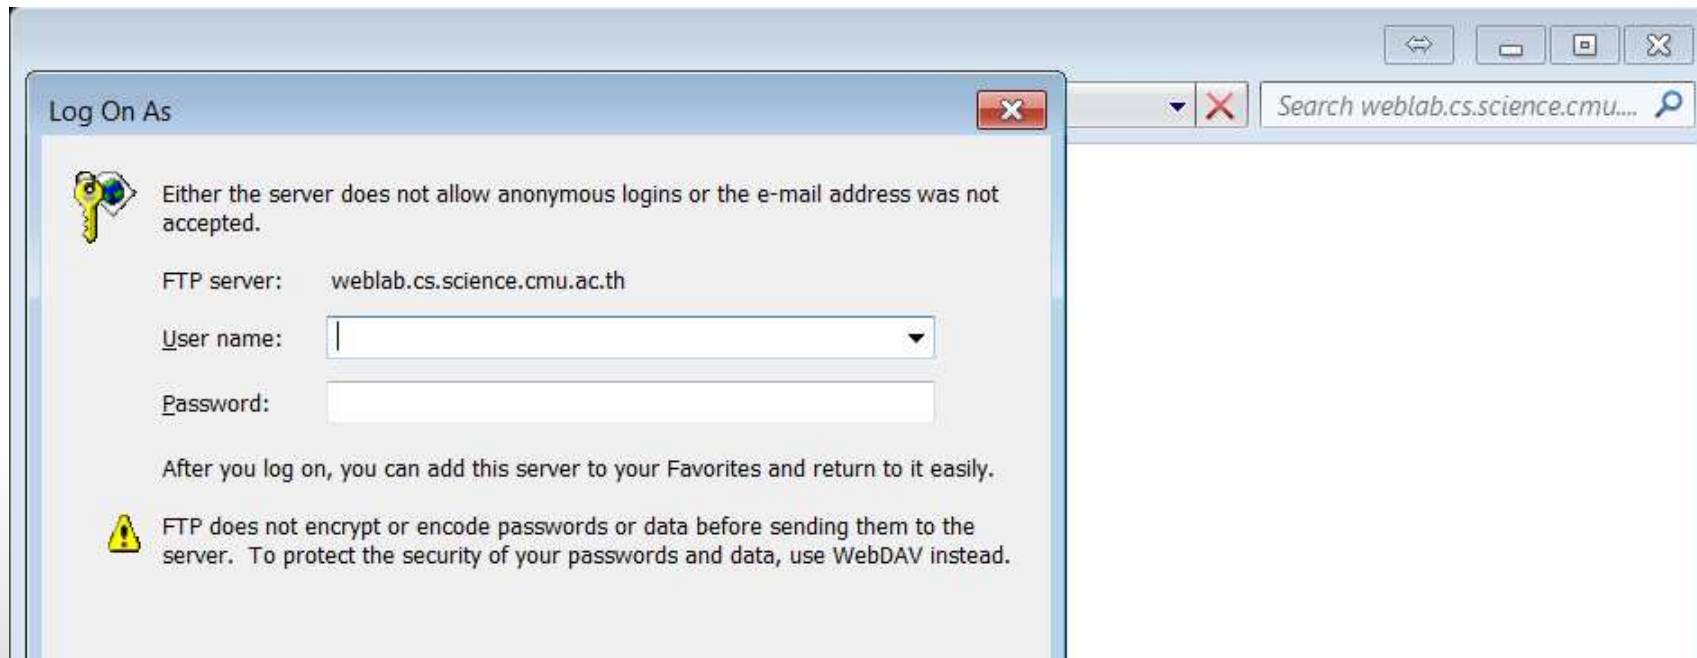 Search weblab.cs.science.cmu....
Log On As
Either the server does not allow anonymous logins or the e-mail address was not
accepted.
FTP server: weblab.cs.science.cmu.ac.th
User name:
Password:
After you log on, you can add this server to your Favorites and return to it easily.
FTP does not encrypt or encode passwords or data before sending them to the
server. To protect the security of your passwords and data, use WebDAV instead.